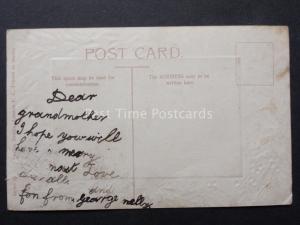 POST CARD.
This space may be used for
communication.
The ADDRESS only to be
written here.
Past Time Postcards
Dear
grandmother
I hope you will
have a merry
Love
and
fon from george nelly